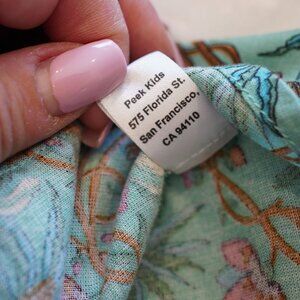 Peek Kids
575 Florida St.
San Francisco,
CA 94110